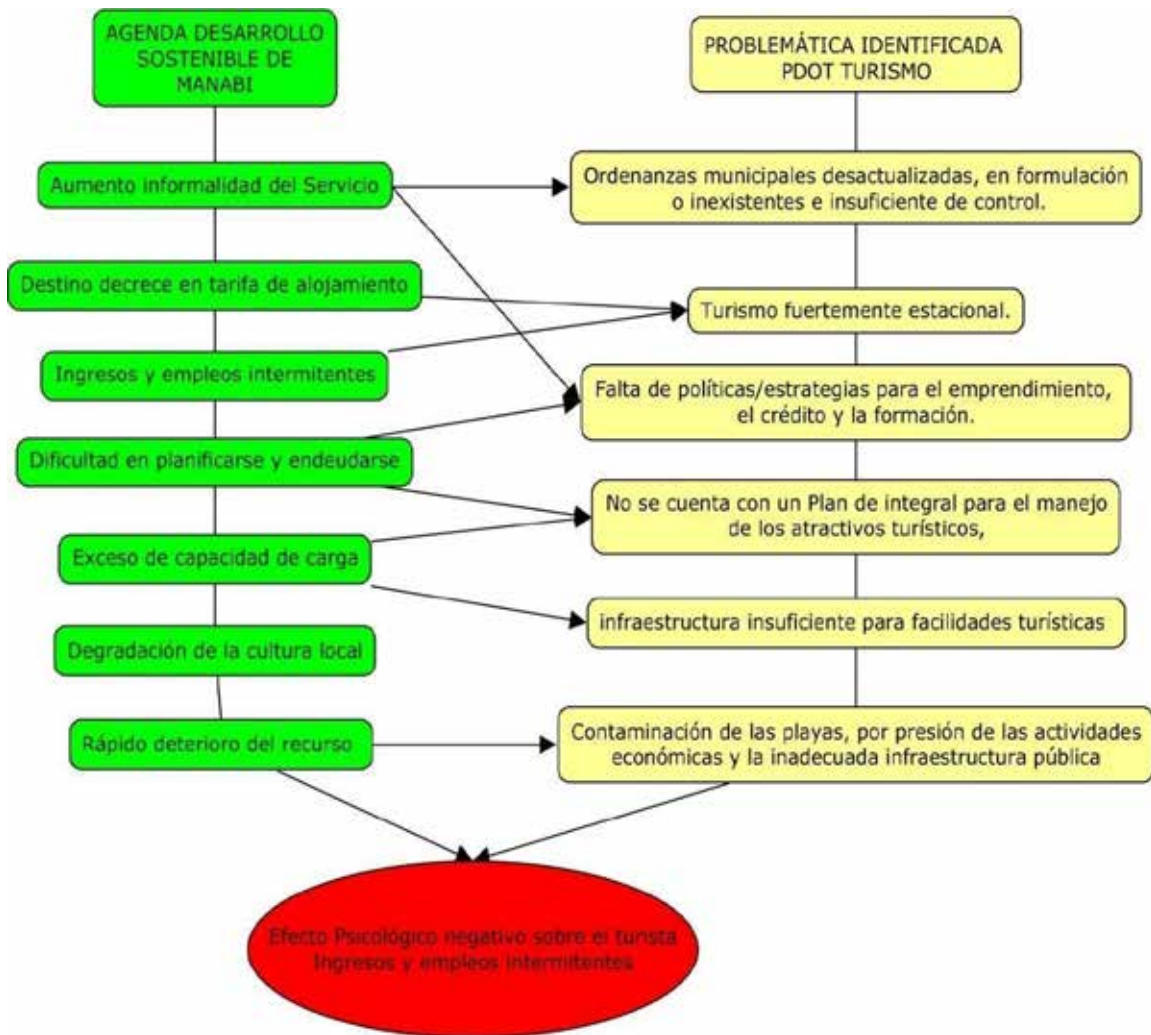 AGENDA DESARROLLO
SOSTENIBLE DE
MANABI
Aumento informalidad del Servicio
Destino decrece en tarifa de alojamiento
Ingresos y empleos intermitentes
Dificultad en planificarse y endeudarse
Exceso de capacidad de carga
Degradación de la cultura local
Rápido deterioro del recurso
PROBLEMÁTICA IDENTIFICADA
PDOT TURISMO
Ordenanzas municipales desactualizadas, en formulación
o inexistentes e insuficiente de control.
Turismo fuertemente estacional.
Falta de políticas/estrategias para el emprendimiento,
el crédito y la formación.
No se cuenta con un Plan de integral para el manejo
de los atractivos turísticos,
infraestructura insuficiente para facilidades turísticas
Contaminación de las playas, por presión de las actividades
económicas y la inadecuada infraestructura pública
Efecto Psicológico negativo sobre el turista
Ingresos y empleos intermitentes